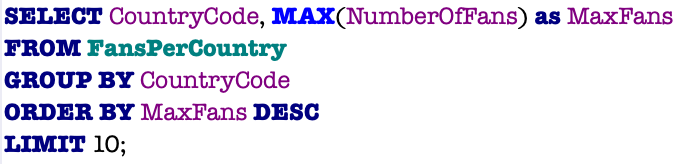 SELECT CountryCode, MAX(NumberOfFans) as MaxFans
FROM FansPerCountry
GROUP BY CountryCode
ORDER BY MaxFans DESC
LIMIT 10;